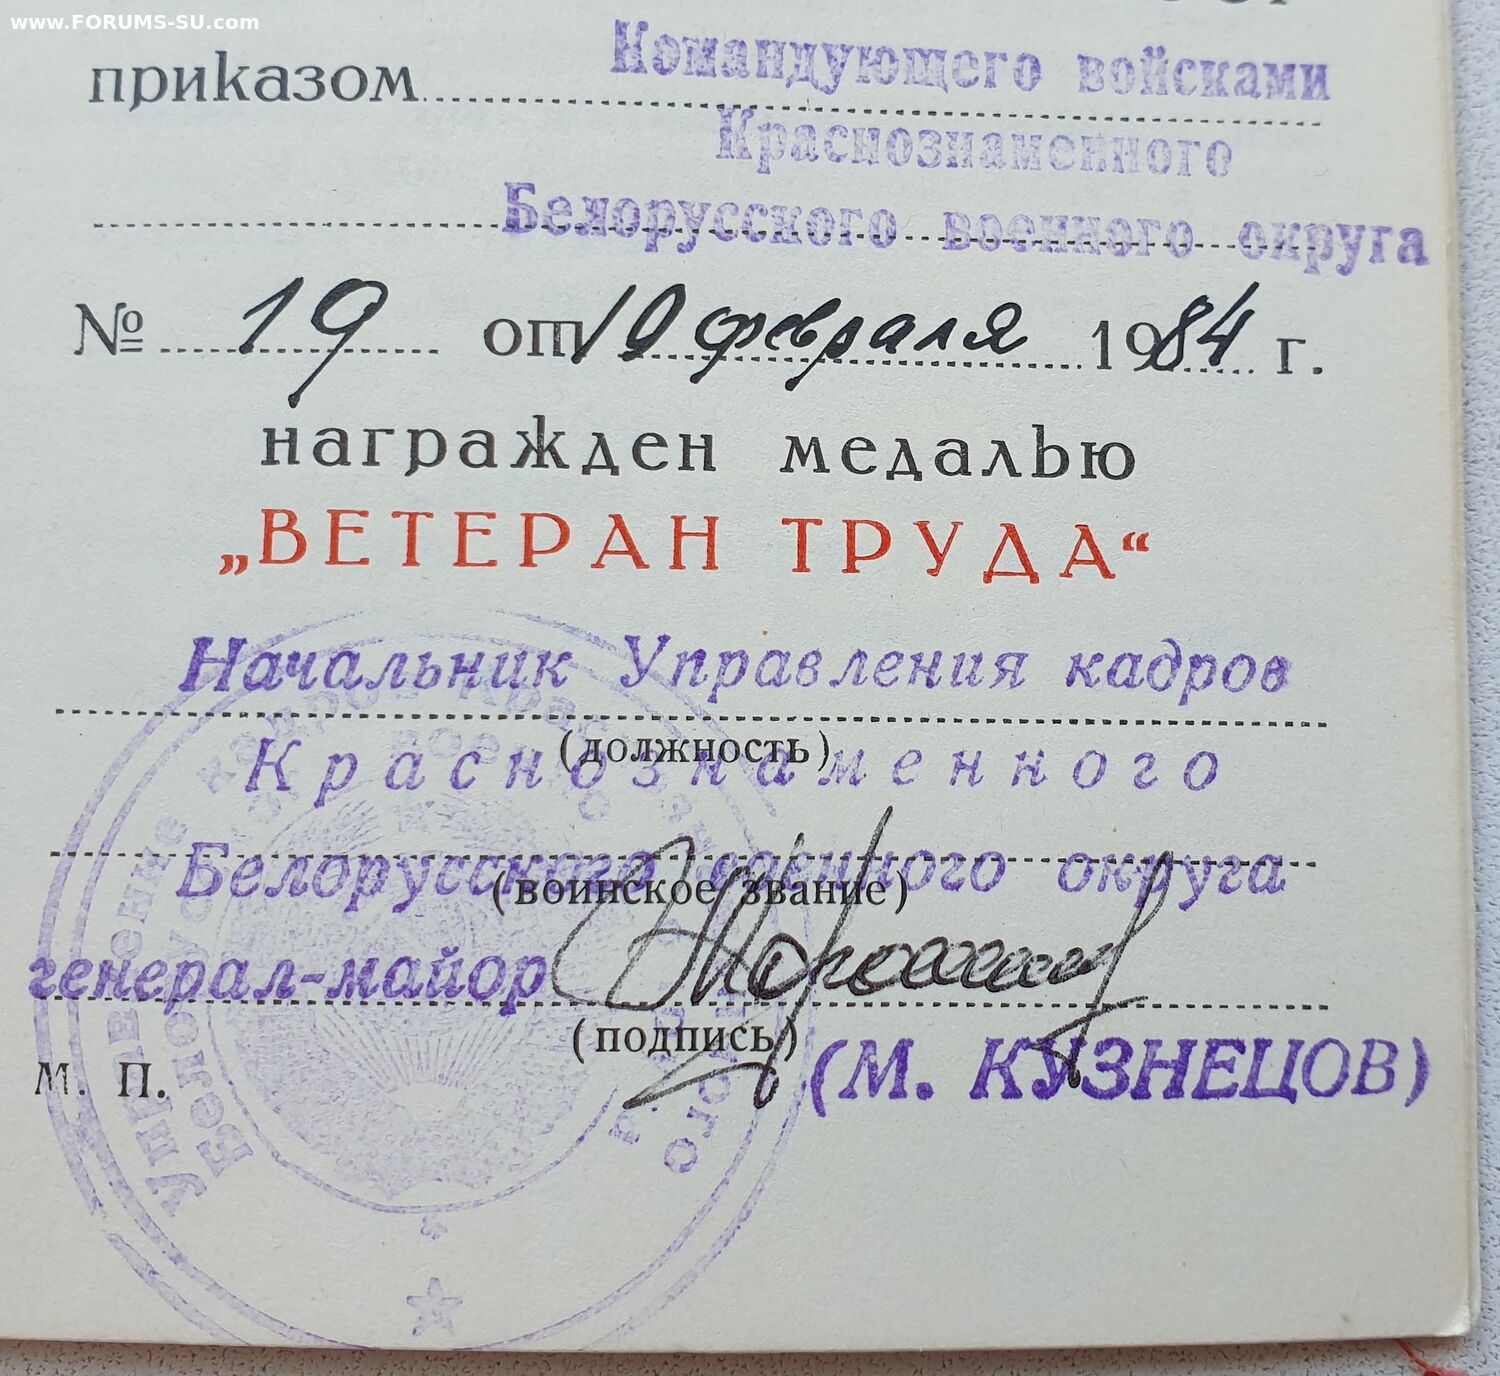 www.FORUMS-SU.com
приказом Командующего войсками
Краснознаменного
Белорусского военного округа
№ 19 от 10 февраля 1984 г.
награжден медалью
„ВЕТЕРАН ТРУДА“
Начальник Управления кадров
(должность)
Краснознаменного
Белорусского военного округа
(воинское звание)
генерал-майор
(подпись)
(М. КУЗНЕЦОВ)
М. П.